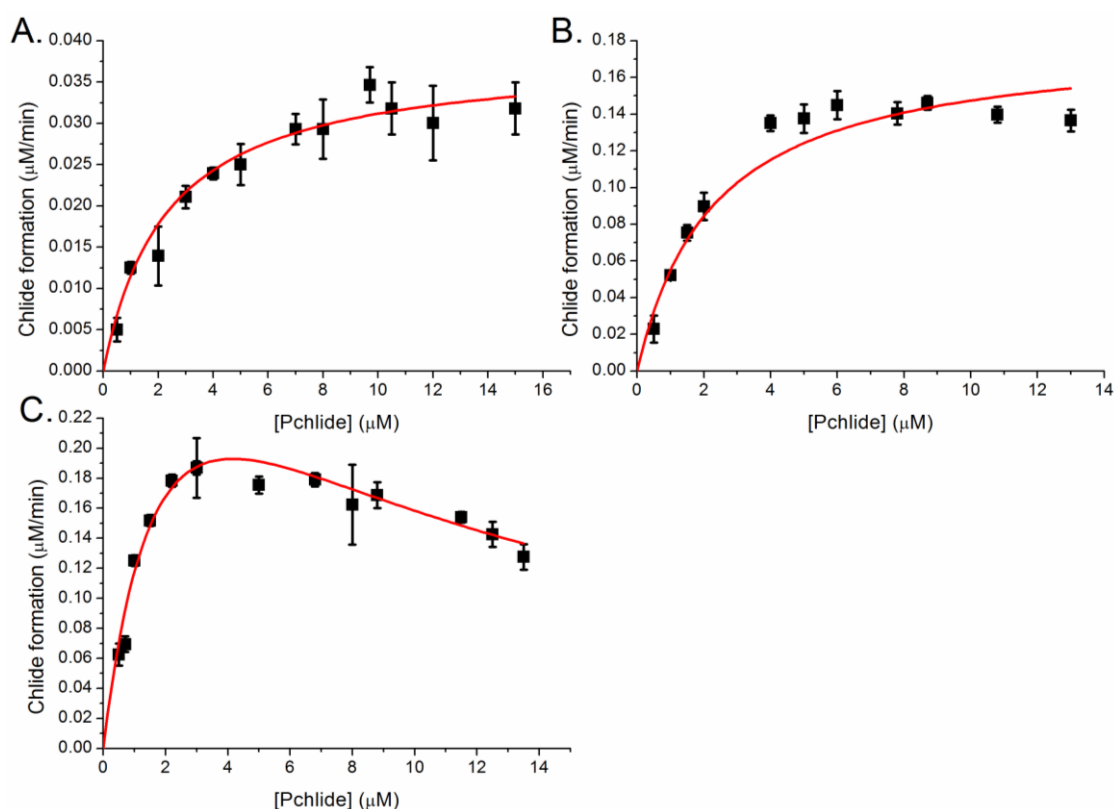 A.
0.040
0.035
0.030
0.025
0.020
0.015
0.010
0.005
0.000
Chlide formation (μM/min)
0 2 4 6 8 10 12 14 16
[Pchlide] (μM)
B.
0.18
0.16
0.14
0.12
0.10
0.08
0.06
0.04
0.02
0.00
Chlide formation (μM/min)
0 2 4 6 8 10 12 14
[Pchlide] (μM)
C.
0.22
0.20
0.18
0.16
0.14
0.12
0.10
0.08
0.06
0.04
0.02
0.00
Chlide formation (μM/min)
0 2 4 6 8 10 12 14
[Pchlide] (μM)